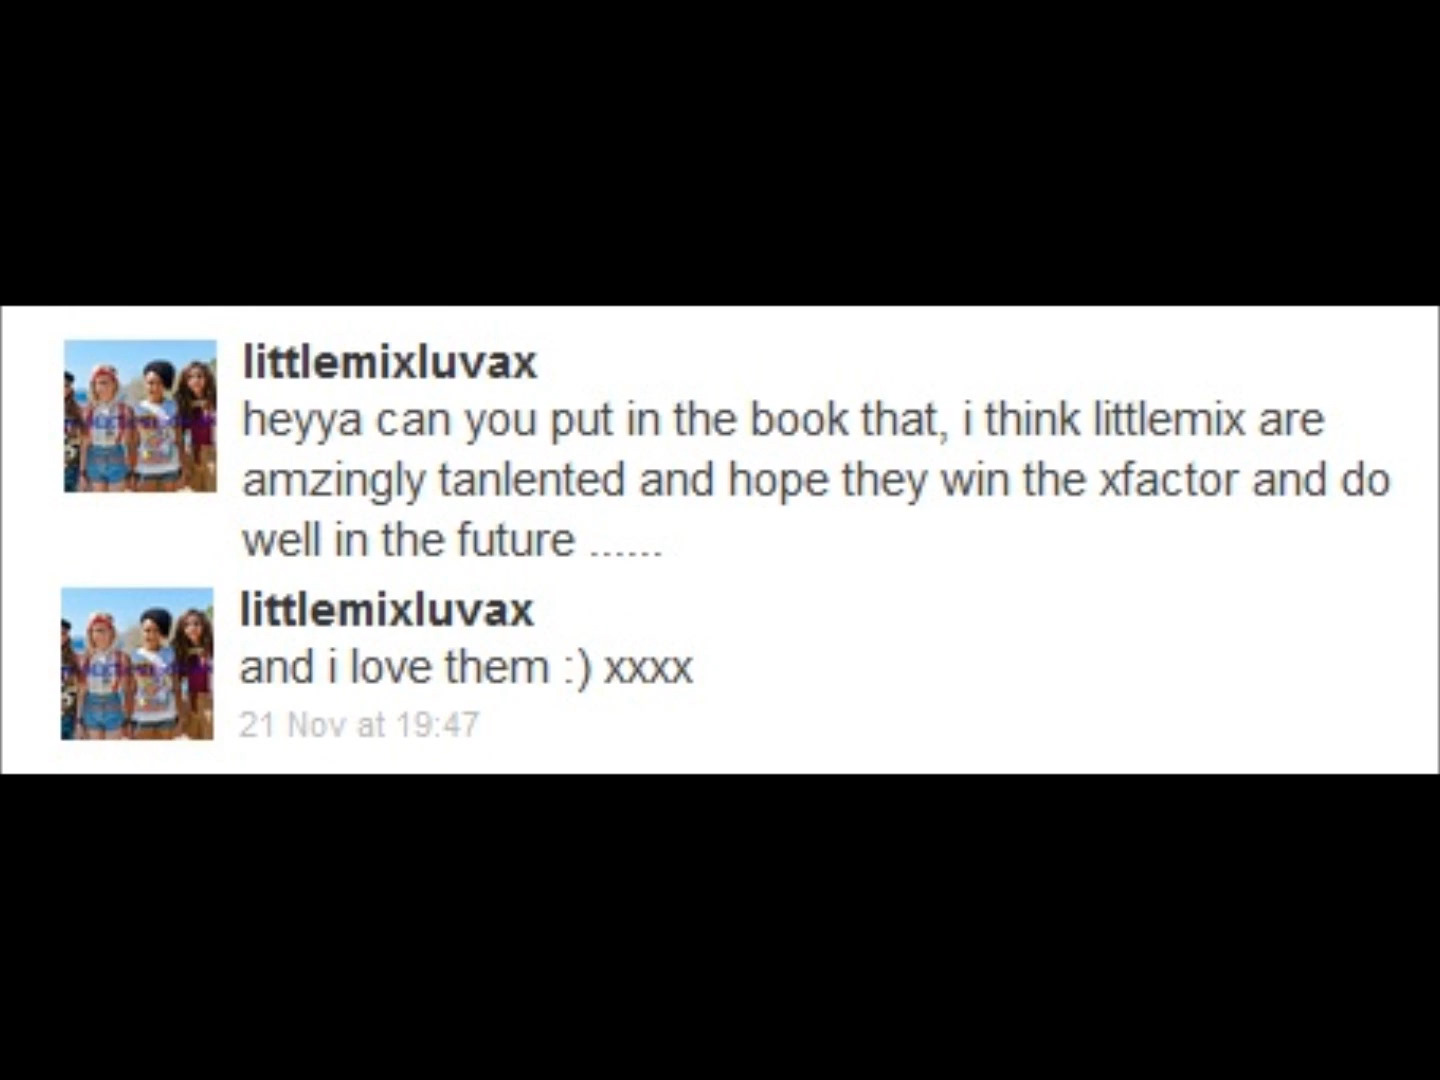 littlemixluvax
heyya can you put in the book that, i think littlemix are
amzingly tanlented and hope they win the xfactor and do
well in the future ......
littlemixluvax
and i love them :) xxxx
21 Nov at 19:47